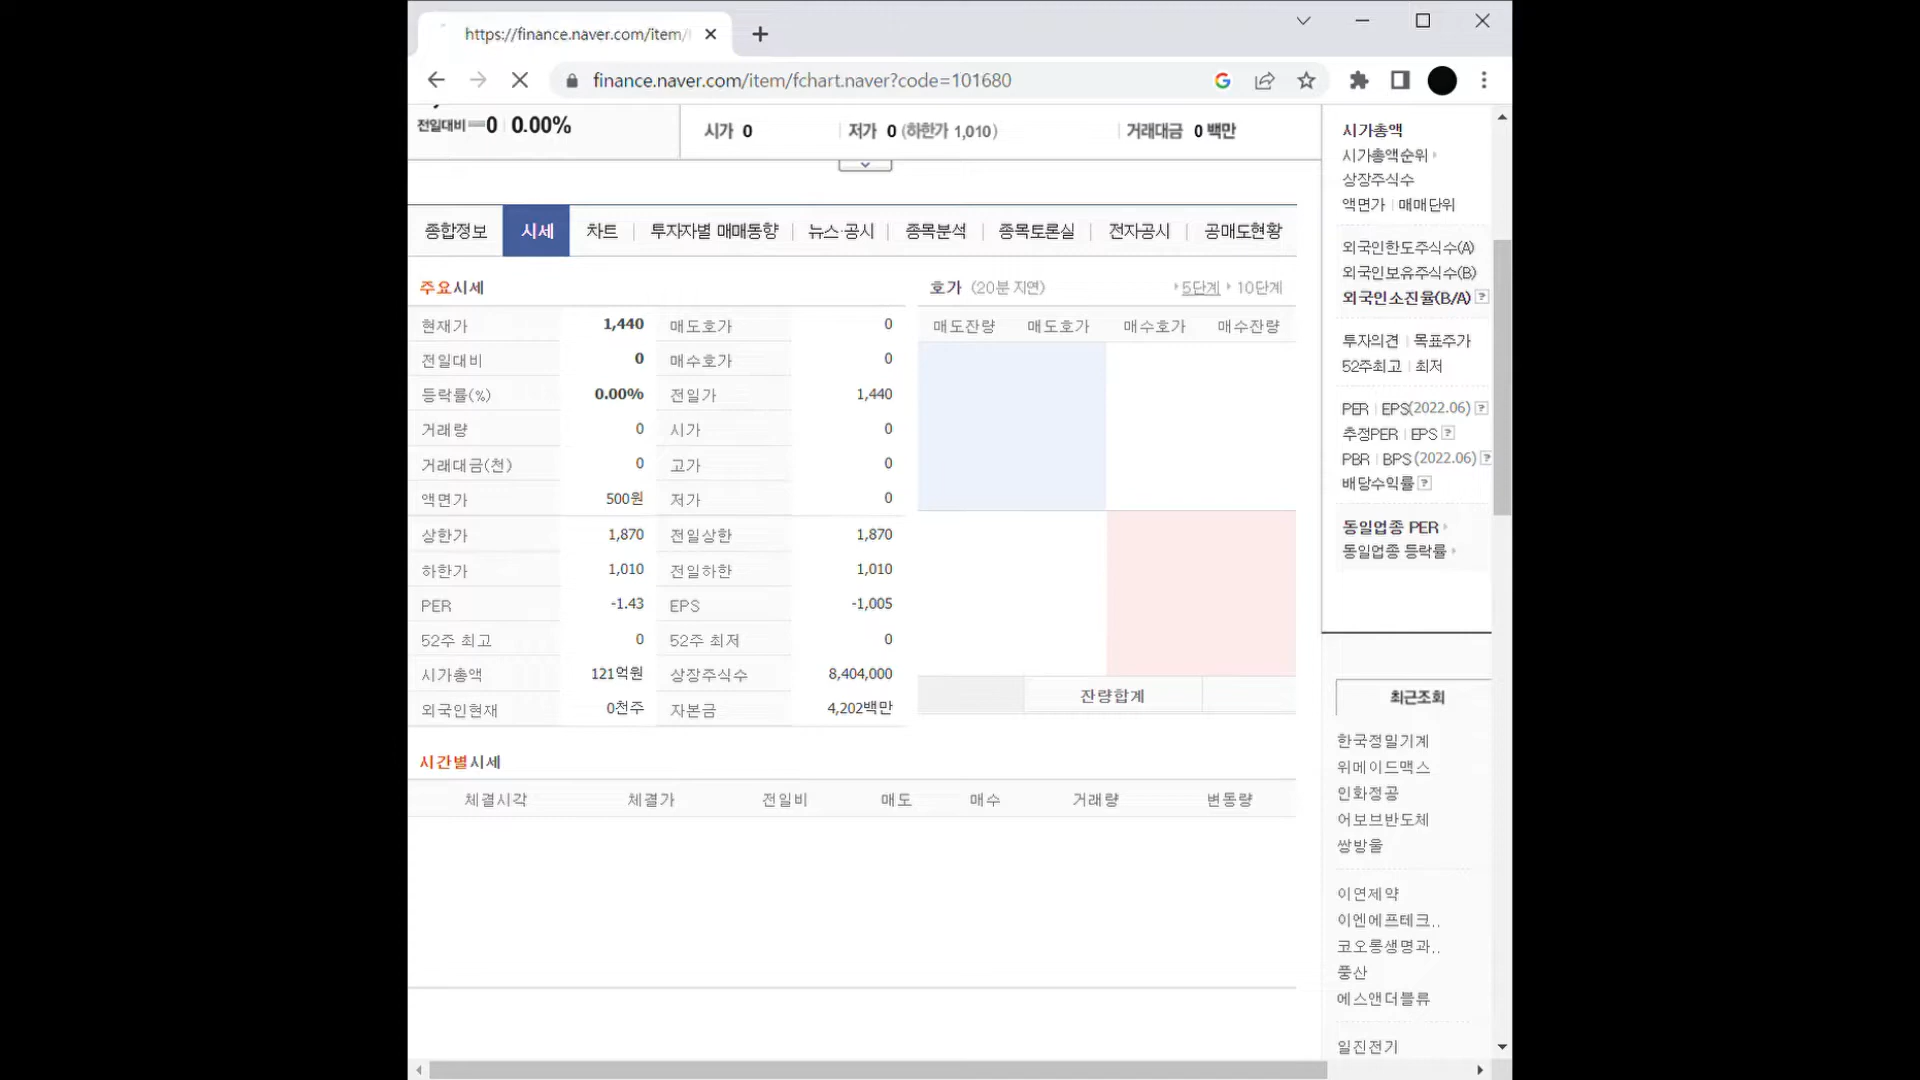 https://finance.naver.com/item/
finance.naver.com/item/fchart.naver?code=101680
전일대비 0 0.00%
시가 0 저가 0 (하한가 1,010) 거래대금 0 백만
종합정보 시세 차트 투자자별 매매동향 뉴스·공시 종목분석 종목토론실 전자공시 공매도현황
주요시세
현재가 1,440 매도호가 0
전일대비 0 매수호가 0
등락률(%) 0.00% 전일가 1,440
거래량 0 시가 0
거래대금(천) 0 고가 0
액면가 500원 저가 0
상한가 1,870 전일상한 1,870
하한가 1,010 전일하한 1,010
PER -1.43 EPS -1,005
52주 최고 0 52주 최저 0
시가총액 121억원 상장주식수 8,404,000
외국인현재 0천주 자본금 4,202백만
호가 (20분 지연) 5단계 10단계
매도잔량 매도호가 매수호가 매수잔량
잔량합계
시간별시세
체결시각 체결가 전일비 매도 매수 거래량 변동량
시가총액
시가총액순위
상장주식수
액면가 매매단위
외국인한도주식수(A)
외국인보유주식수(B)
외국인소진율(B/A) ?
투자의견 목표주가
52주최고 최저
PER EPS(2022.06) ?
추정PER EPS ?
PBR BPS (2022.06) ?
배당수익률 ?
동일업종 PER
동일업종 등락률
최근조회
한국정밀기계
위메이드맥스
인화정공
어보브반도체
쌍방울
이연제약
이엔에프테크..
코오롱생명과..
풍산
에스앤더블류
일진전기